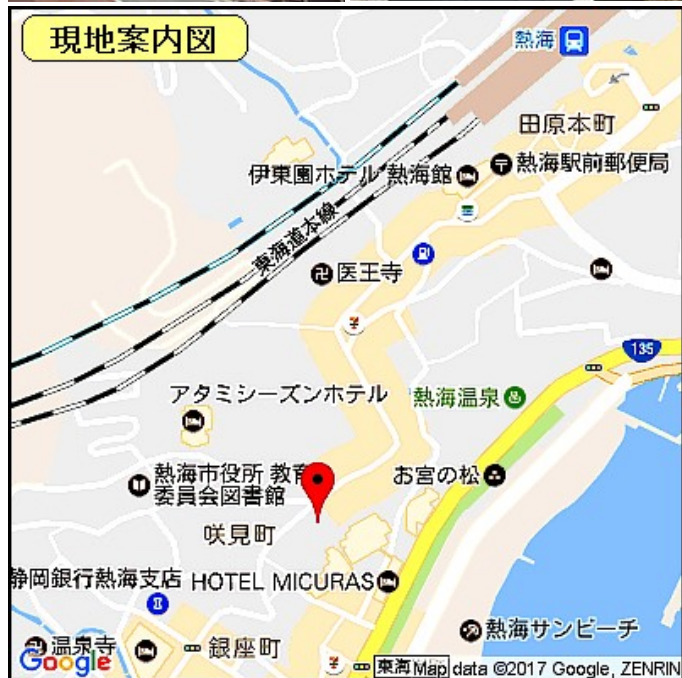 現地案内図
熱海
田原本町
伊東園ホテル 熱海館
熱海駅前郵便局
東海道本線
医王寺
135
アタミシーズンホテル
熱海温泉
熱海市役所 教育
委員会図書館
お宮の松
咲見町
静岡銀行熱海支店
HOTEL MICURAS
熱海サンビーチ
温泉寺
銀座町
Google
東海 Map data ©2017 Google, ZENRIN